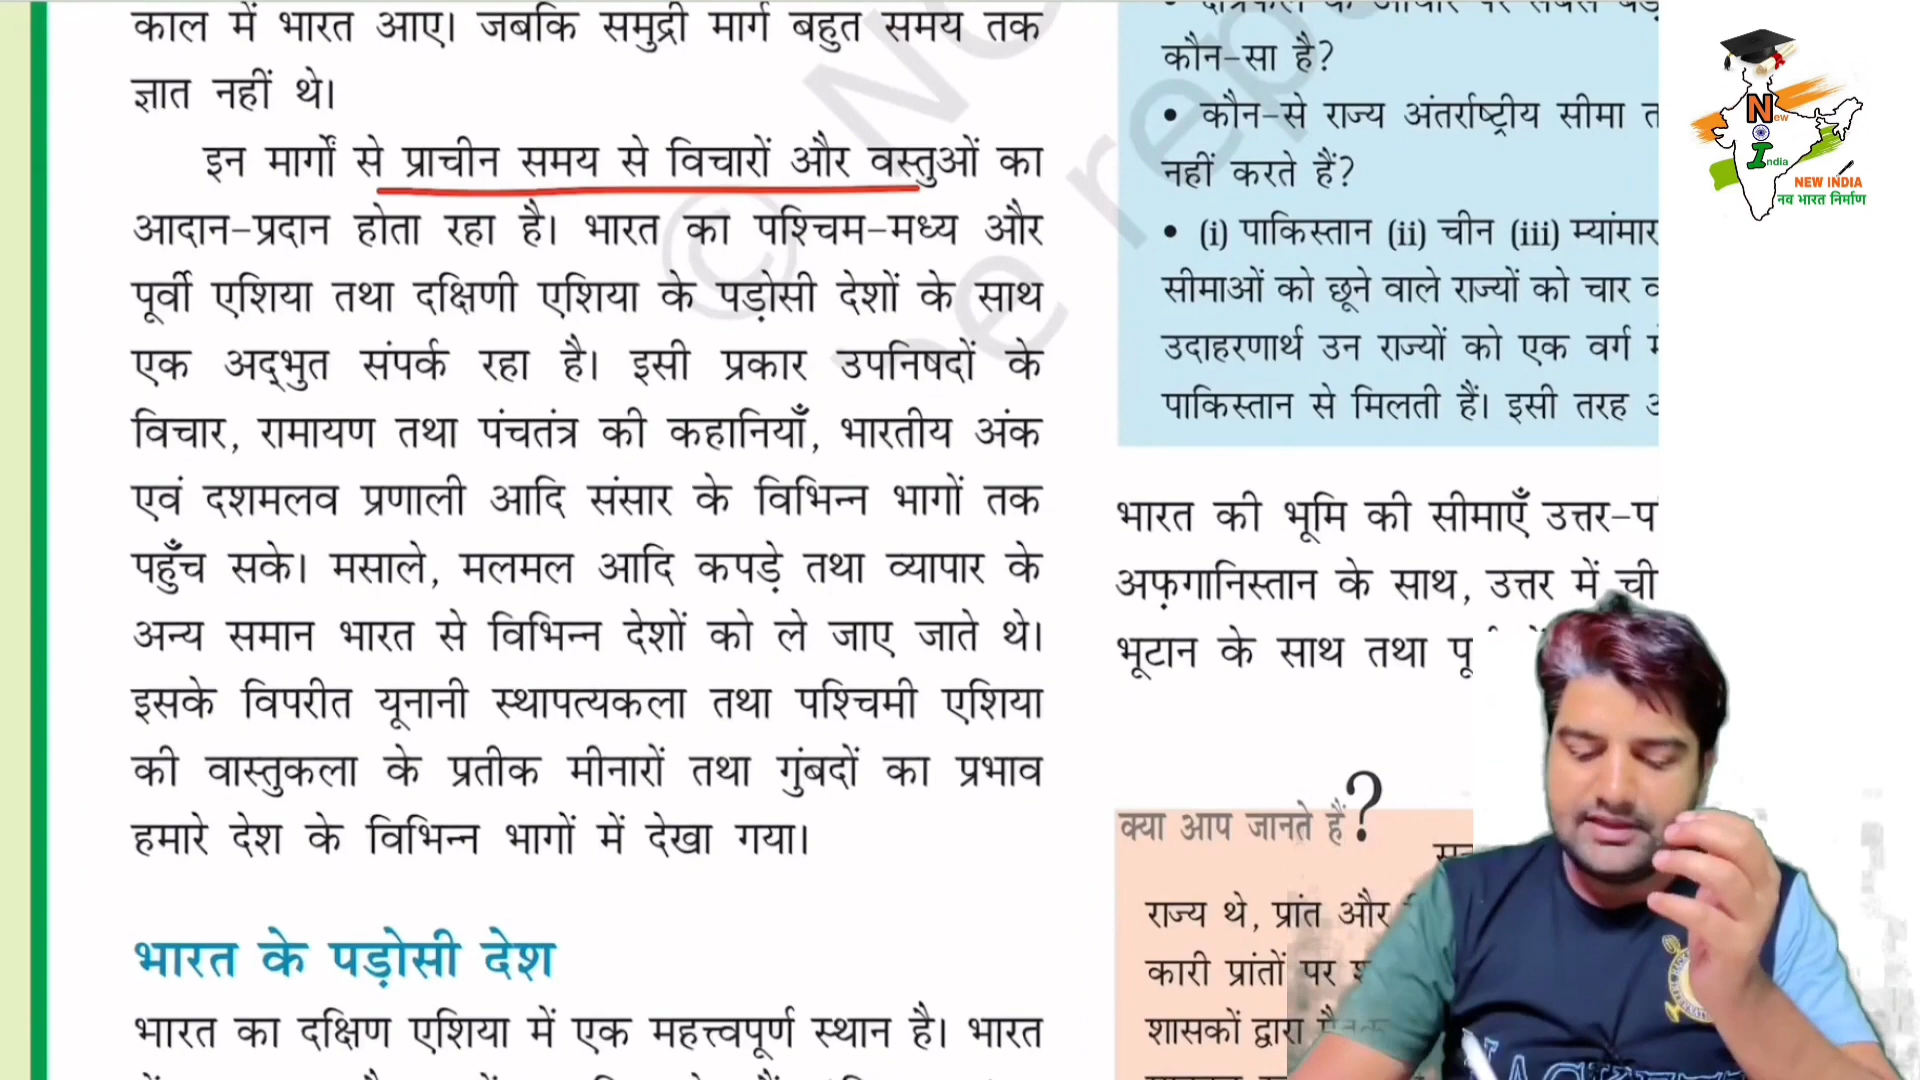 काल में भारत आए। जबकि समुद्री मार्ग बहुत समय तक
ज्ञात नहीं थे।
इन मार्गों से प्राचीन समय से विचारों और वस्तुओं का
आदान-प्रदान होता रहा है। भारत का पश्चिम-मध्य और
पूर्वी एशिया तथा दक्षिणी एशिया के पड़ोसी देशों के साथ
एक अद्भुत संपर्क रहा है। इसी प्रकार उपनिषदों के
विचार, रामायण तथा पंचतंत्र की कहानियाँ, भारतीय अंक
एवं दशमलव प्रणाली आदि संसार के विभिन्न भागों तक
पहुँच सके। मसाले, मलमल आदि कपड़े तथा व्यापार के
अन्य समान भारत से विभिन्न देशों को ले जाए जाते थे।
इसके विपरीत यूनानी स्थापत्यकला तथा पश्चिमी एशिया
की वास्तुकला के प्रतीक मीनारों तथा गुंबदों का प्रभाव
हमारे देश के विभिन्न भागों में देखा गया।
भारत के पड़ोसी देश
भारत का दक्षिण एशिया में एक महत्त्वपूर्ण स्थान है। भारत
कौन-सा है?
• कौन-से राज्य अंतर्राष्ट्रीय सीमा
नहीं करते हैं?
• (i) पाकिस्तान (ii) चीन (iii) म्यांमार
सीमाओं को छूने वाले राज्यों को चार
उदाहरणार्थ उन राज्यों को एक वर्ग
पाकिस्तान से मिलती हैं। इसी तरह
भारत की भूमि की सीमाएँ उत्तर-
अफ़गानिस्तान के साथ, उत्तर में
भूटान के साथ तथा
क्या आप जानते हैं?
राज्य थे, प्रांत और
कारी प्रांतों पर
शासकों द्वारा
New
India
NEW INDIA
नव भारत निर्माण